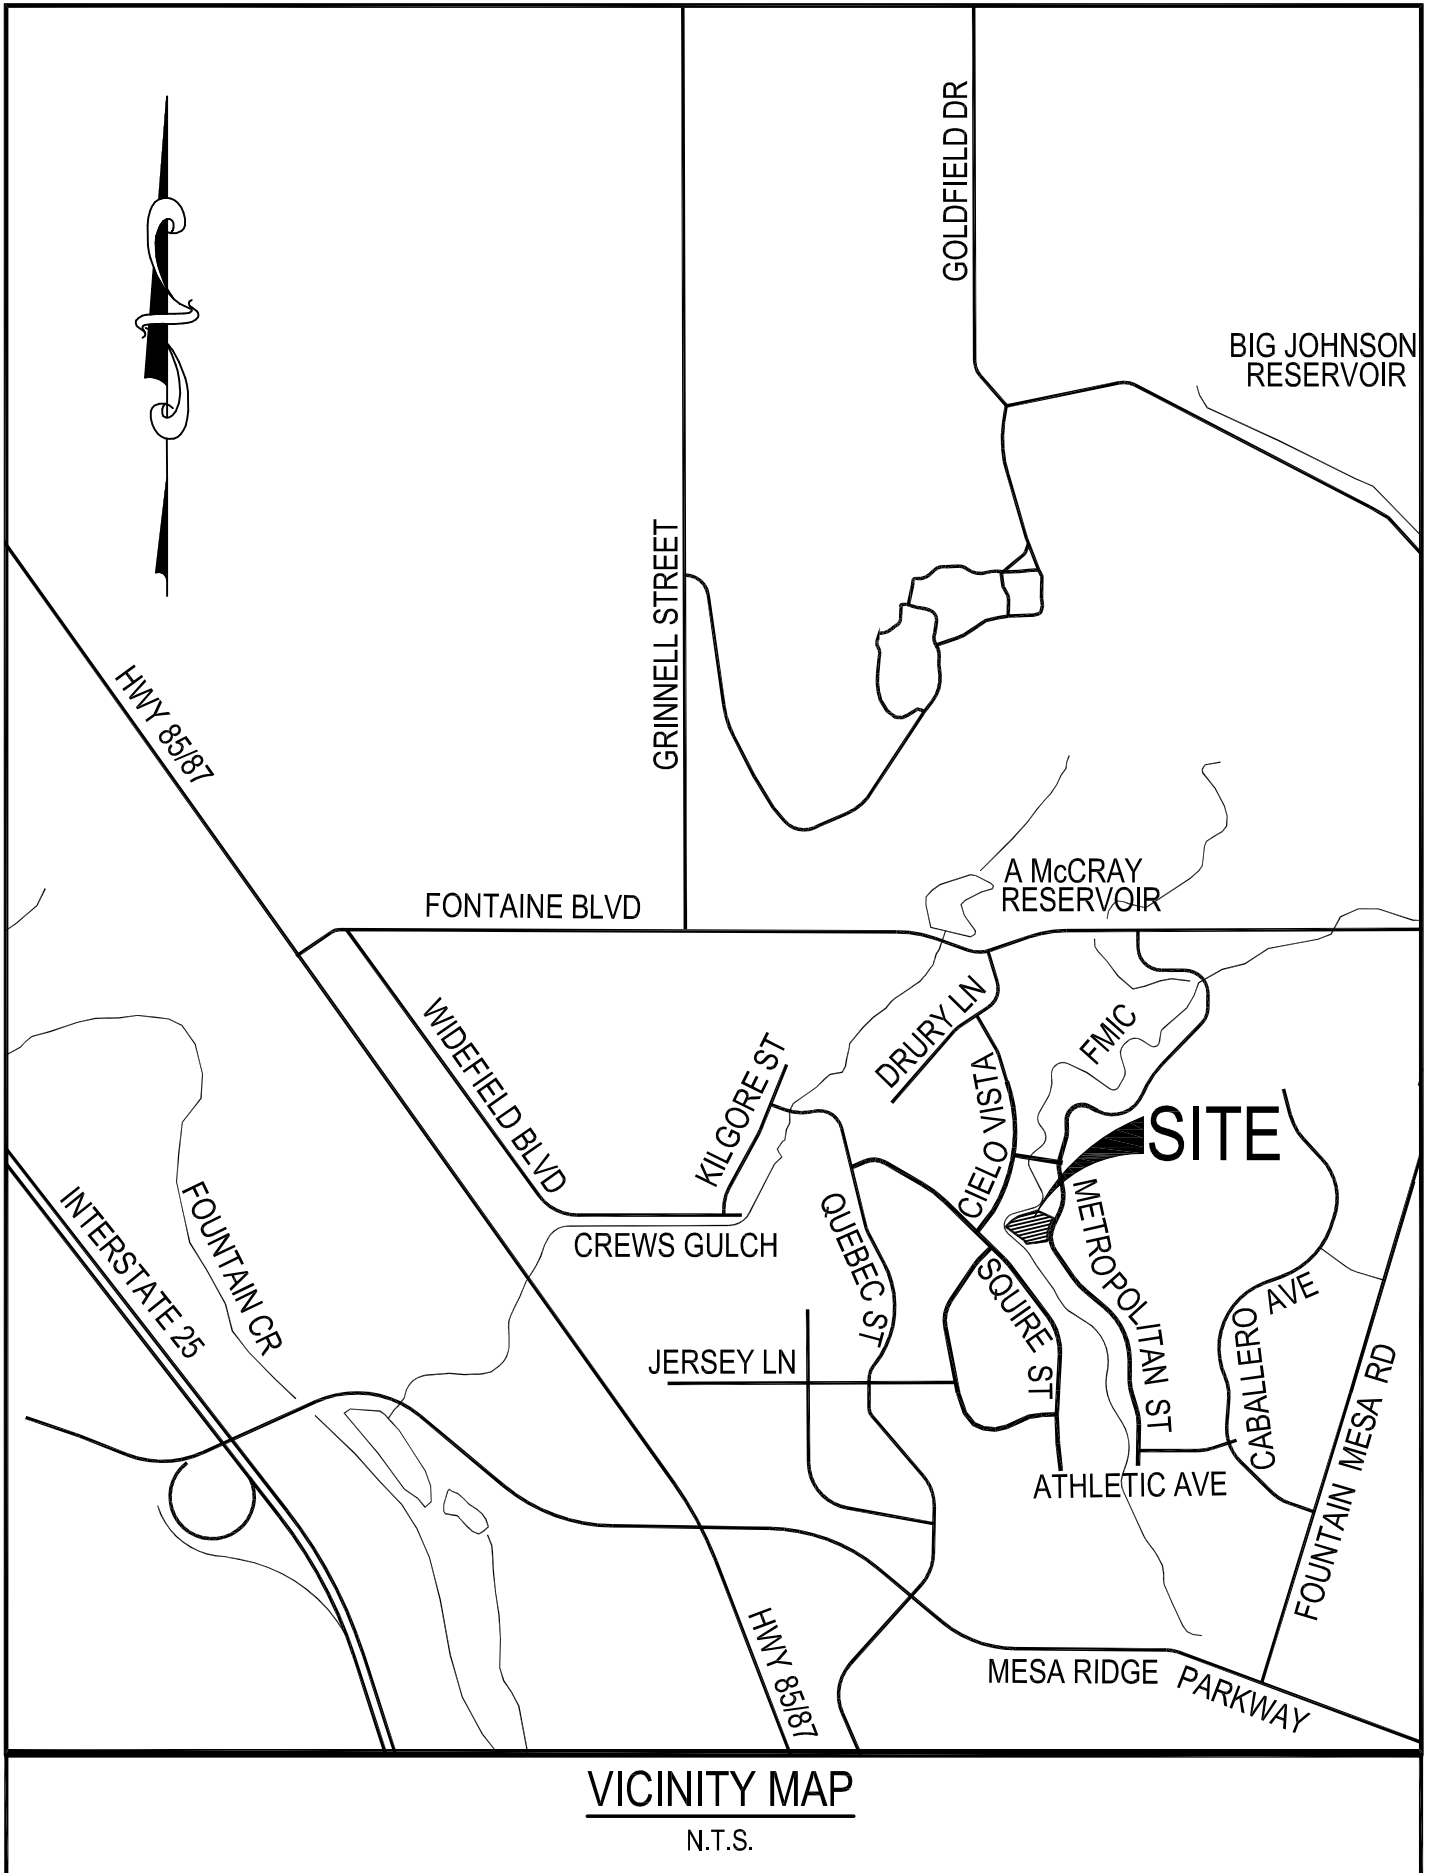 GOLDFIELD DR
BIG JOHNSON
RESERVOIR
GRINNELL STREET
HWY 85/87
A McCRAY
RESERVOIR
FONTAINE BLVD
DRURY LN
FMIC
WIDEFIELD BLVD
KILGORE ST
CIELO VISTA
SITE
INTERSTATE 25
FOUNTAIN CR
CREWS GULCH
QUEBEC ST
SQUIRE ST
METROPOLITAN ST
CABALLERO AVE
JERSEY LN
FOUNTAIN MESA RD
ATHLETIC AVE
HWY 85/87
MESA RIDGE PARKWAY
VICINITY MAP
N.T.S.